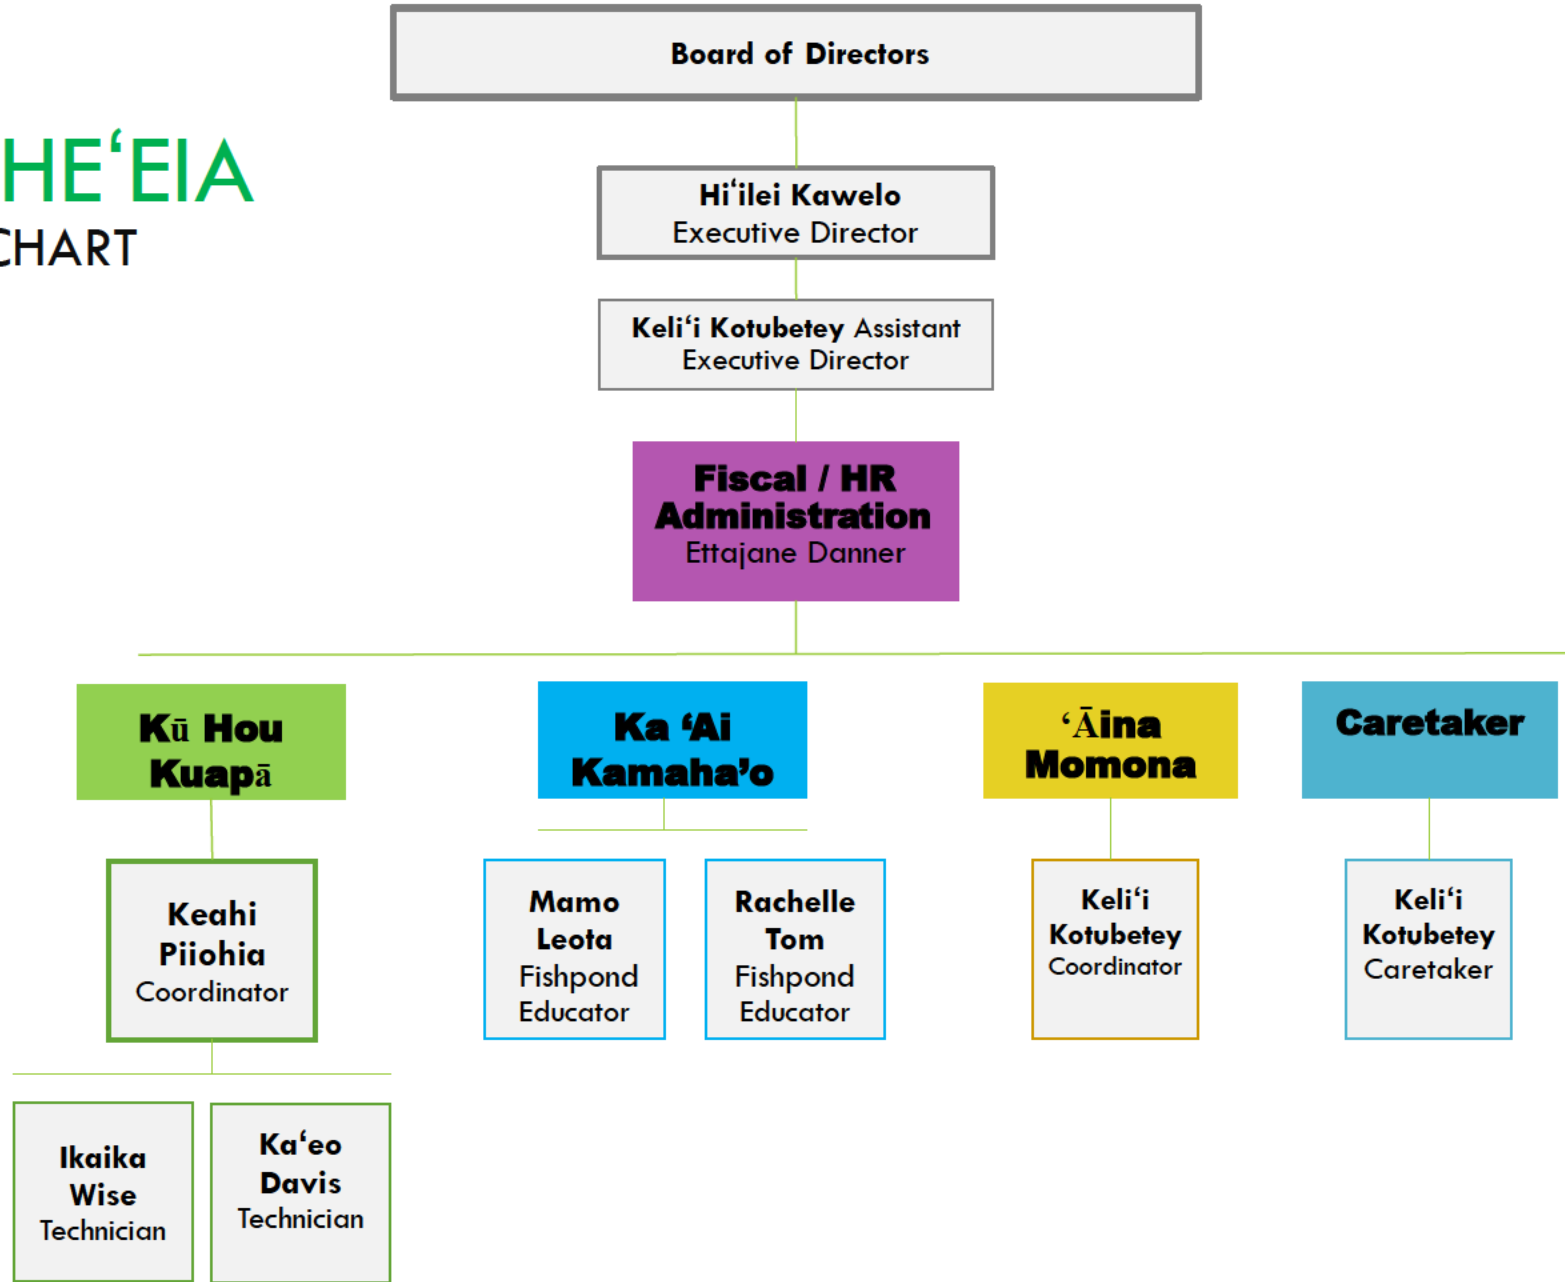 Board of Directors
HEʻEIA
CHART
Hiʻilei Kawelo
Executive Director
Keliʻi Kotubetey Assistant
Executive Director
Fiscal / HR
Administration
Ettajane Danner
Kū Hou
Kuapā
Ka ‘Ai
Kamaha’o
ʻĀina
Momona
Caretaker
Keahi
Piiohia
Coordinator
Mamo
Leota
Fishpond
Educator
Rachelle
Tom
Fishpond
Educator
Keliʻi
Kotubetey
Coordinator
Keliʻi
Kotubetey
Caretaker
Ikaika
Wise
Technician
Kaʻeo
Davis
Technician